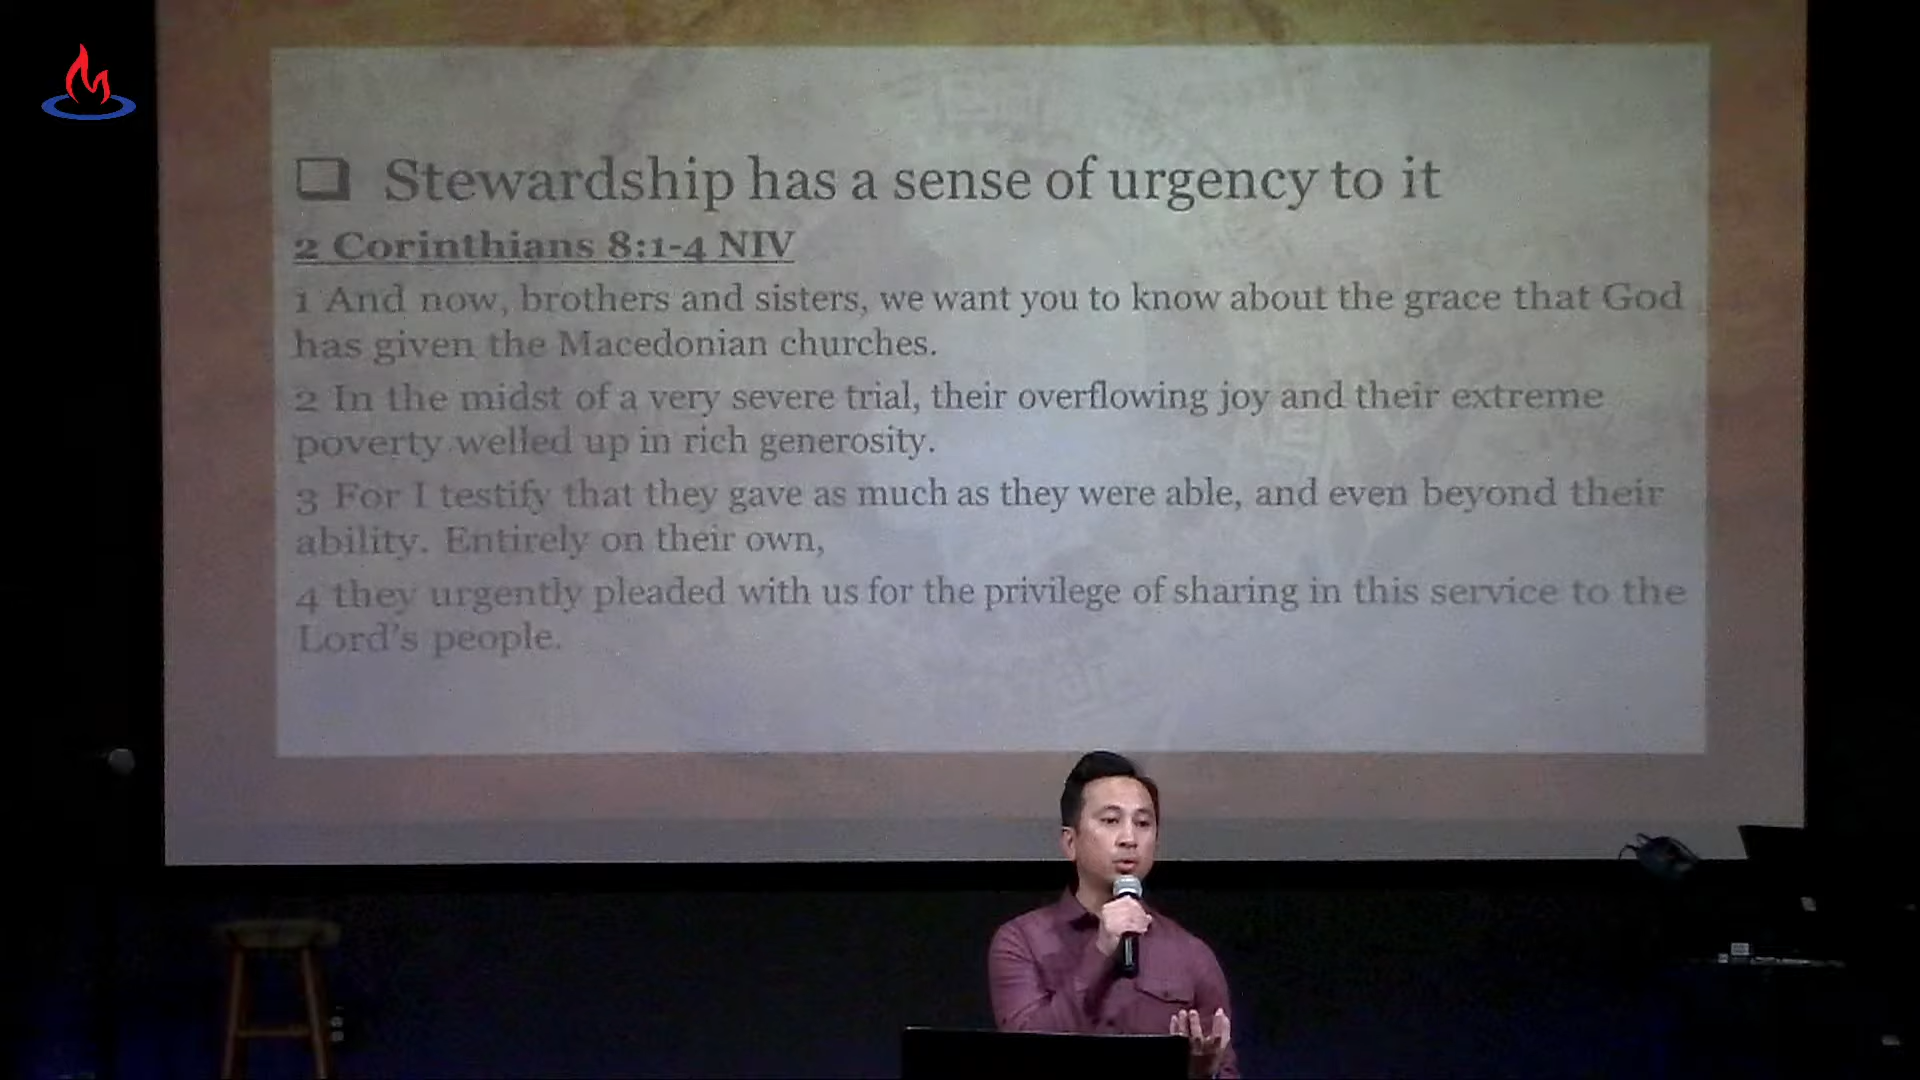 Stewardship has a sense of urgency to it
2 Corinthians 8:1-4 NIV
1 And now, brothers and sisters, we want you to know about the grace that God
has given the Macedonian churches.
2 In the midst of a very severe trial, their overflowing joy and their extreme
poverty welled up in rich generosity.
3 For I testify that they gave as much as they were able, and even beyond their
ability. Entirely on their own,
4 they urgently pleaded with us for the privilege of sharing in this service to the
Lord's people.